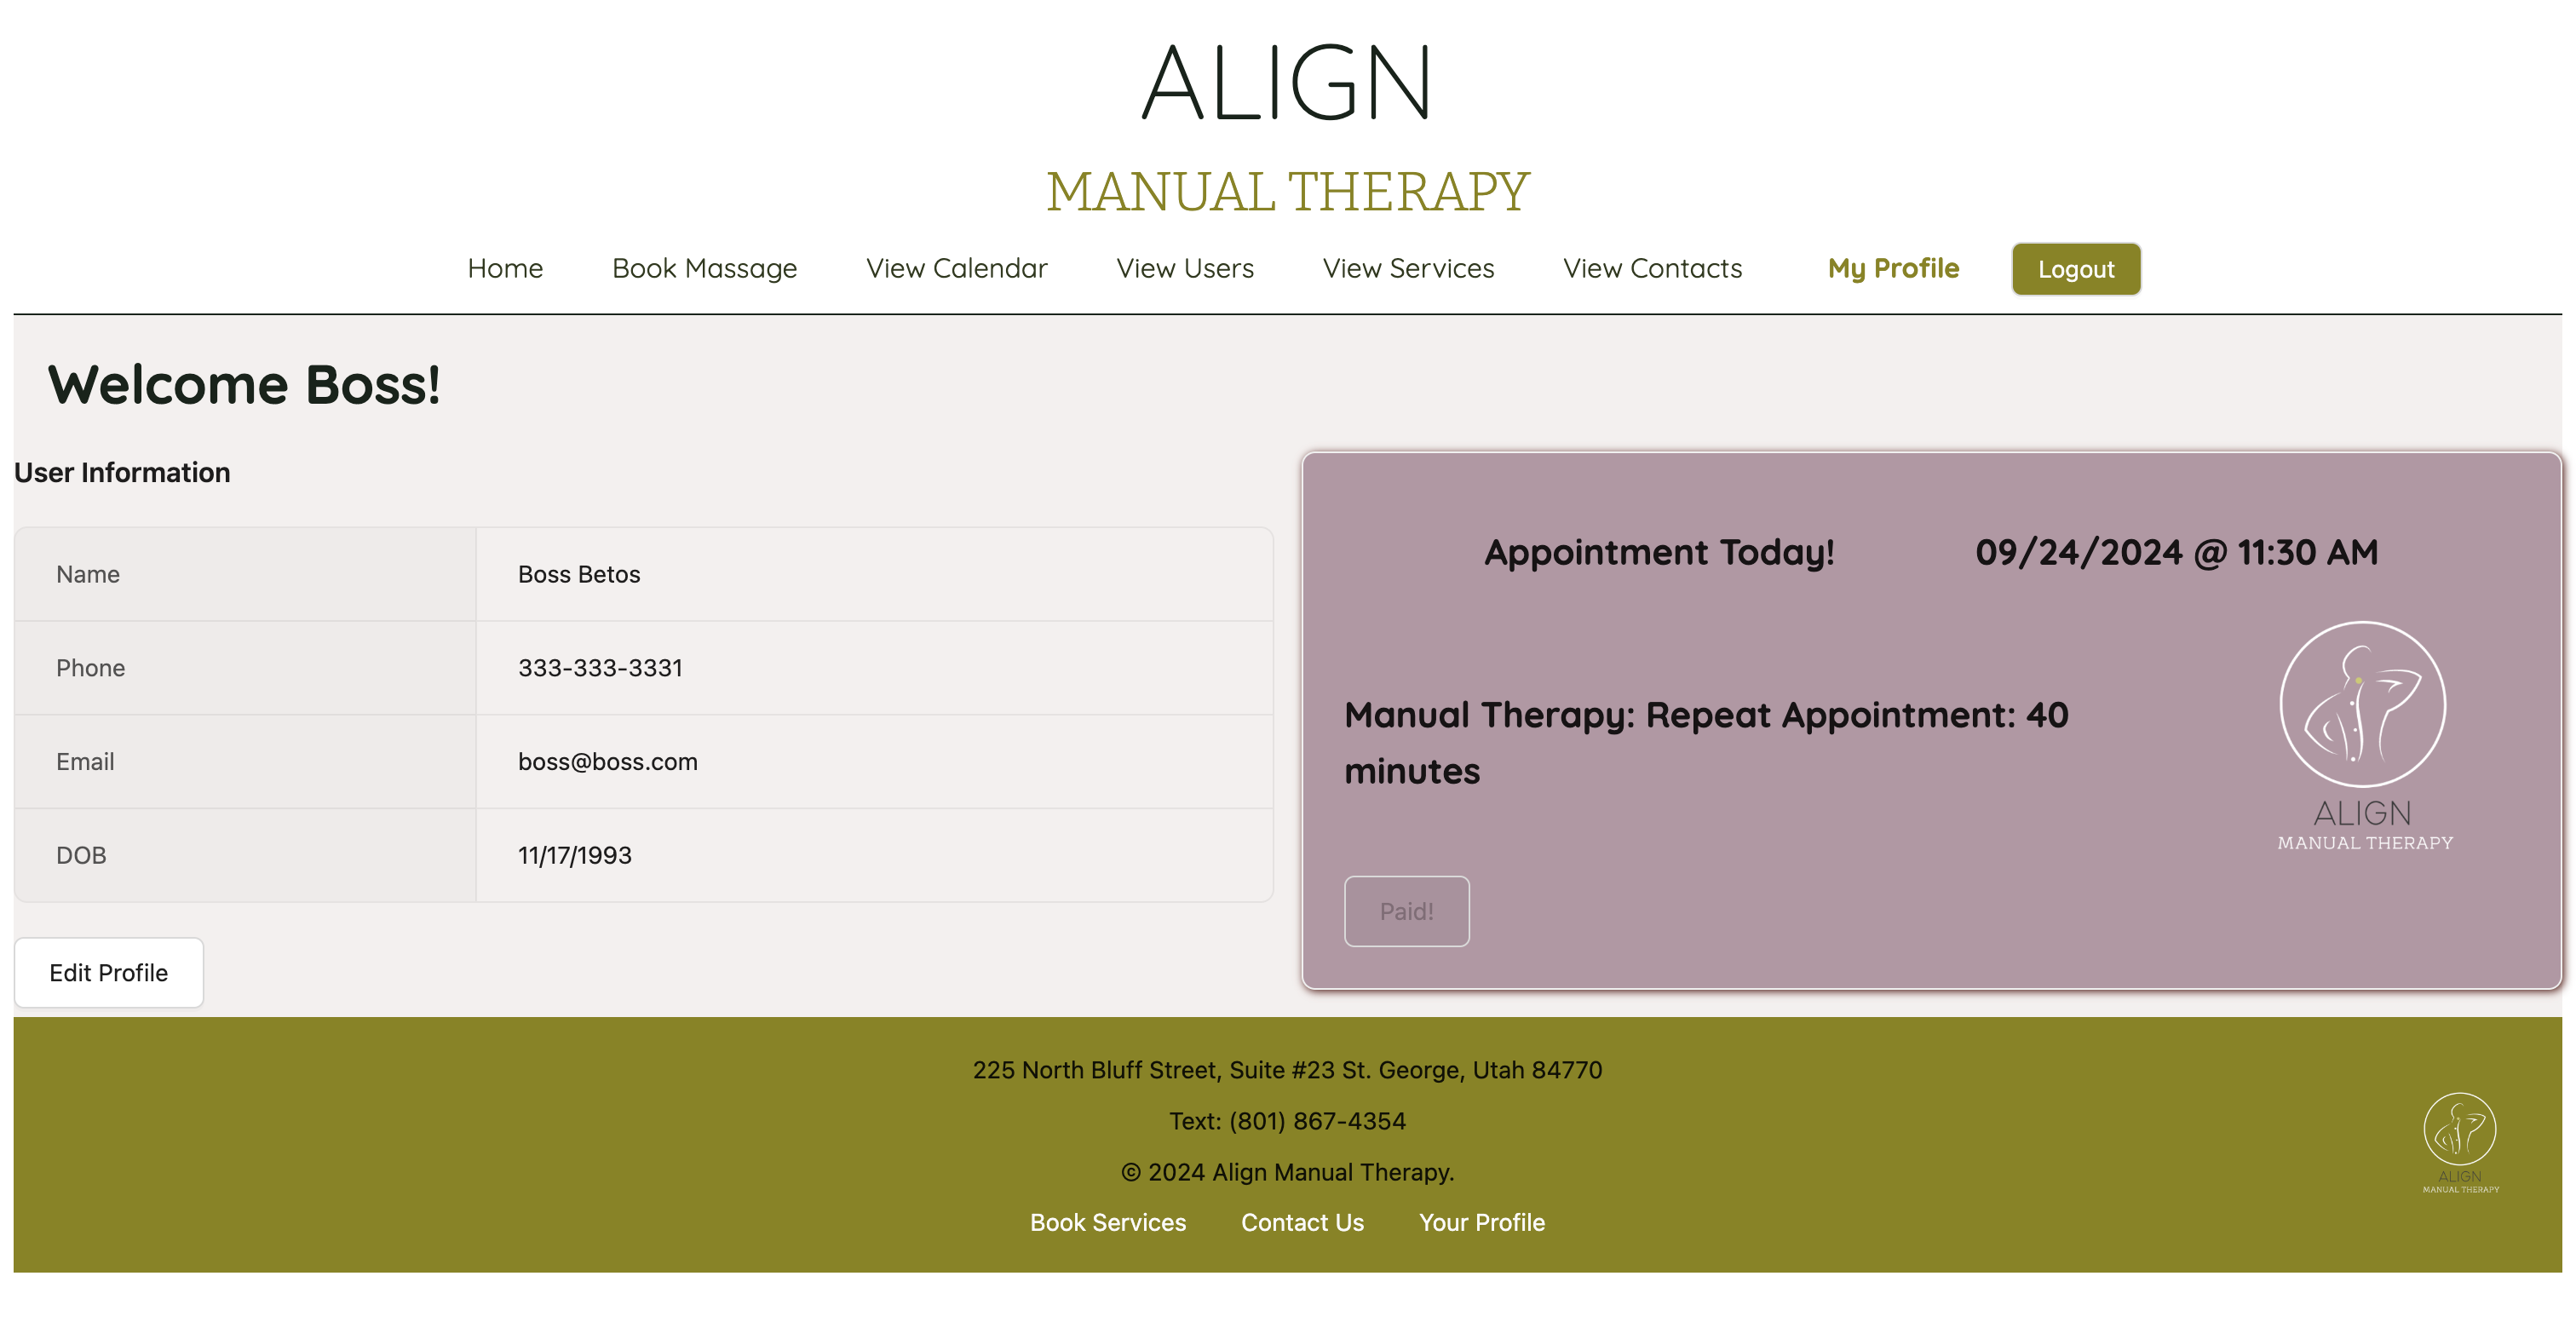 ALIGN
MANUAL THERAPY
Home Book Massage View Calendar View Users View Services View Contacts My Profile Logout
Welcome Boss!
User Information
Name Boss Betos
Phone 333-333-3331
Email boss@boss.com
DOB 11/17/1993
Edit Profile
Appointment Today! 09/24/2024 @ 11:30 AM
Manual Therapy: Repeat Appointment: 40
minutes
ALIGN
MANUAL THERAPY
Paid!
225 North Bluff Street, Suite #23 St. George, Utah 84770
Text: (801) 867-4354
© 2024 Align Manual Therapy.
Book Services Contact Us Your Profile
ALIGN
MANUAL THERAPY